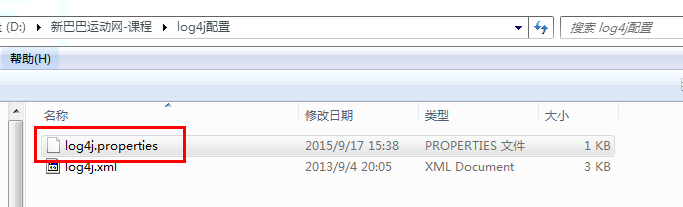 (D:) ▸ 新巴巴运动网-课程 ▸ log4j配置
搜索 log4j配置
帮助(H)
名称 修改日期 类型 大小
log4j.properties 2015/9/17 15:38 PROPERTIES 文件 1 KB
log4j.xml 2013/9/4 20:05 XML Document 3 KB